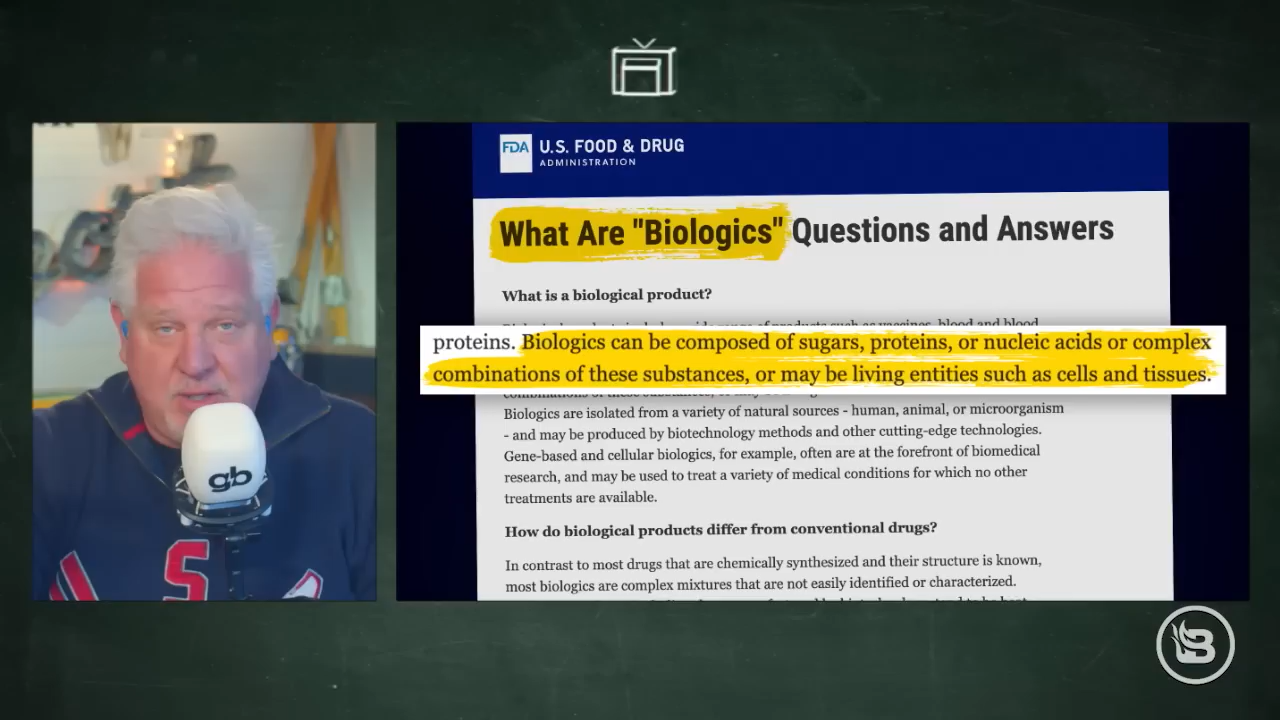 FDA
U.S. FOOD & DRUG
ADMINISTRATION
What Are "Biologics" Questions and Answers
What is a biological product?
proteins. Biologics can be composed of sugars, proteins, or nucleic acids or complex
combinations of these substances, or may be living entities such as cells and tissues.
Biologics are isolated from a variety of natural sources - human, animal, or microorganism
- and may be produced by biotechnology methods and other cutting-edge technologies.
Gene-based and cellular biologics, for example, often are at the forefront of biomedical
research, and may be used to treat a variety of medical conditions for which no other
treatments are available.
How do biological products differ from conventional drugs?
In contrast to most drugs that are chemically synthesized and their structure is known,
most biologics are complex mixtures that are not easily identified or characterized.
gb
S
B